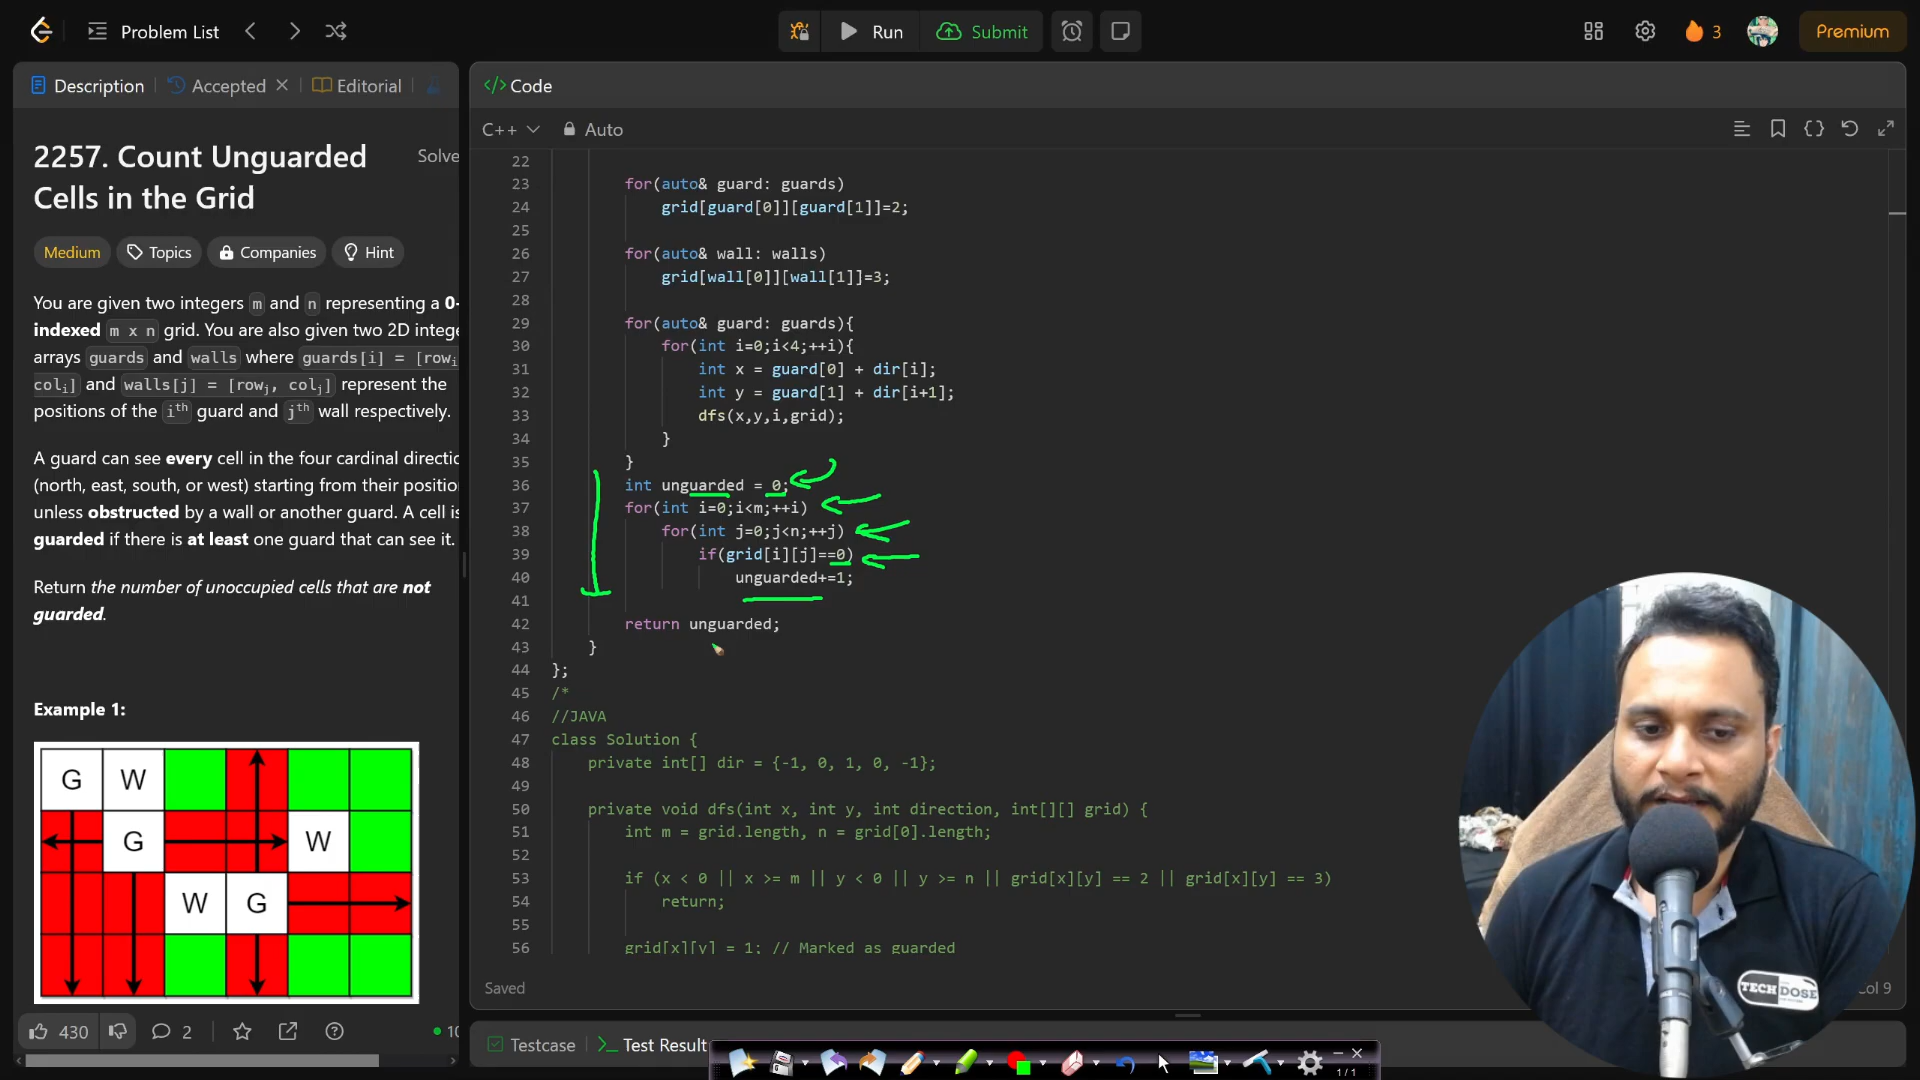 Problem List
Run
Submit
3
Premium
Description
Accepted
Editorial
Code
C++
Auto
2257. Count Unguarded
Cells in the Grid
Solve
Medium
Topics
Companies
Hint
You are given two integers m and n representing a 0-
indexed m x n grid. You are also given two 2D intege
arrays guards and walls where guards[i] = [rowi
coli] and walls[j] = [rowj, colj] represent the
positions of the ith guard and jth wall respectively.
A guard can see every cell in the four cardinal directio
(north, east, south, or west) starting from their positio
unless obstructed by a wall or another guard. A cell is
guarded if there is at least one guard that can see it.
Return the number of unoccupied cells that are not
guarded.
Example 1:
G W
G W
W G
430
2
10
22
23 for(auto& guard: guards)
24 grid[guard[0]][guard[1]]=2;
25
26 for(auto& wall: walls)
27 grid[wall[0]][wall[1]]=3;
28
29 for(auto& guard: guards){
30 for(int i=0;i<4;++i){
31 int x = guard[0] + dir[i];
32 int y = guard[1] + dir[i+1];
33 dfs(x,y,i,grid);
34 }
35 }
36 int unguarded = 0;
37 for(int i=0;i<m;++i)
38 for(int j=0;j<n;++j)
39 if(grid[i][j]==0)
40 unguarded+=1;
41
42 return unguarded;
43 }
44 };
45 /*
46 //JAVA
47 class Solution {
48 private int[] dir = {-1, 0, 1, 0, -1};
49
50 private void dfs(int x, int y, int direction, int[][] grid) {
51 int m = grid.length, n = grid[0].length;
52
53 if (x < 0 || x >= m || y < 0 || y >= n || grid[x][y] == 2 || grid[x][y] == 3)
54 return;
55
56 grid[x][y] = 1; // Marked as guarded
Saved
ol 9
TECH DOSE
Testcase
Test Result
1/1